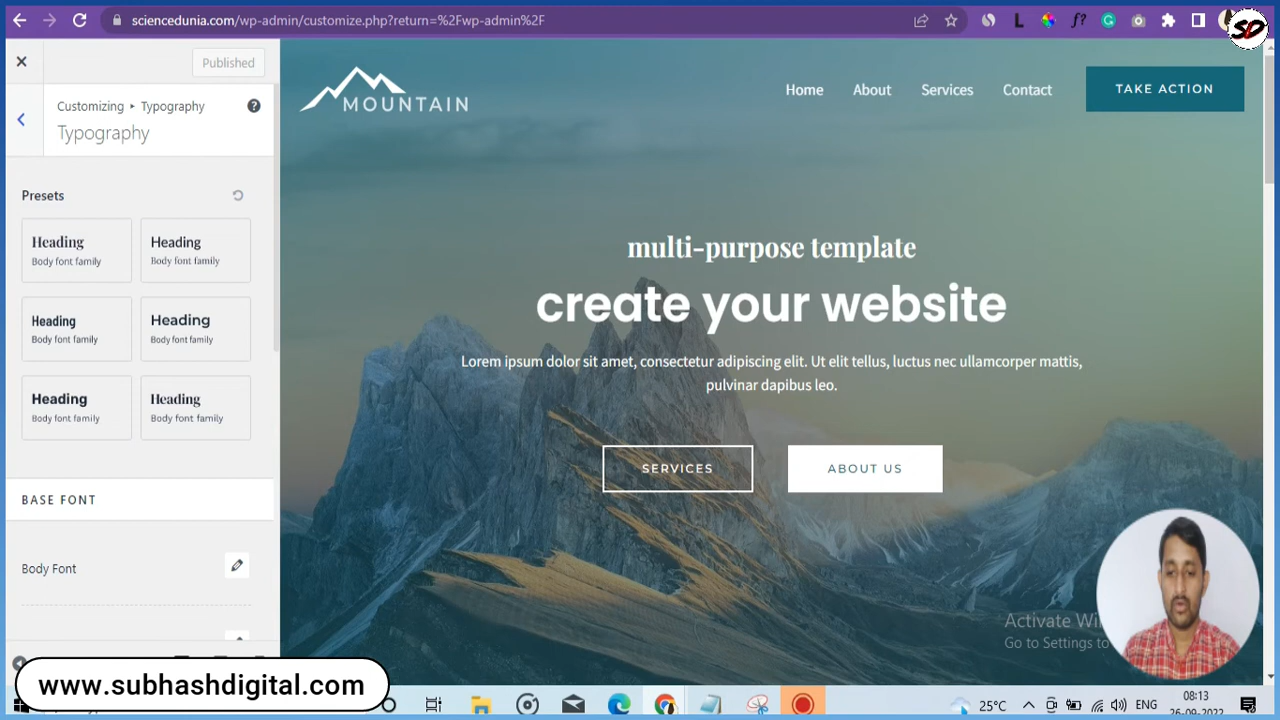 sciencedunia.com/wp-admin/customize.php?return=%2Fwp-admin%2F
SD
Published
Customizing ▸ Typography
Typography
Presets
Heading
Body font family
Heading
Body font family
Heading
Body font family
Heading
Body font family
Heading
Body font family
Heading
Body font family
BASE FONT
Body Font
MOUNTAIN
Home
About
Services
Contact
TAKE ACTION
multi-purpose template
create your website
Lorem ipsum dolor sit amet, consectetur adipiscing elit. Ut elit tellus, luctus nec ullamcorper mattis,
pulvinar dapibus leo.
SERVICES
ABOUT US
Activate Wi
Go to Settings to
www.subhashdigital.com
25°C
ENG
08:13
26-09-2022